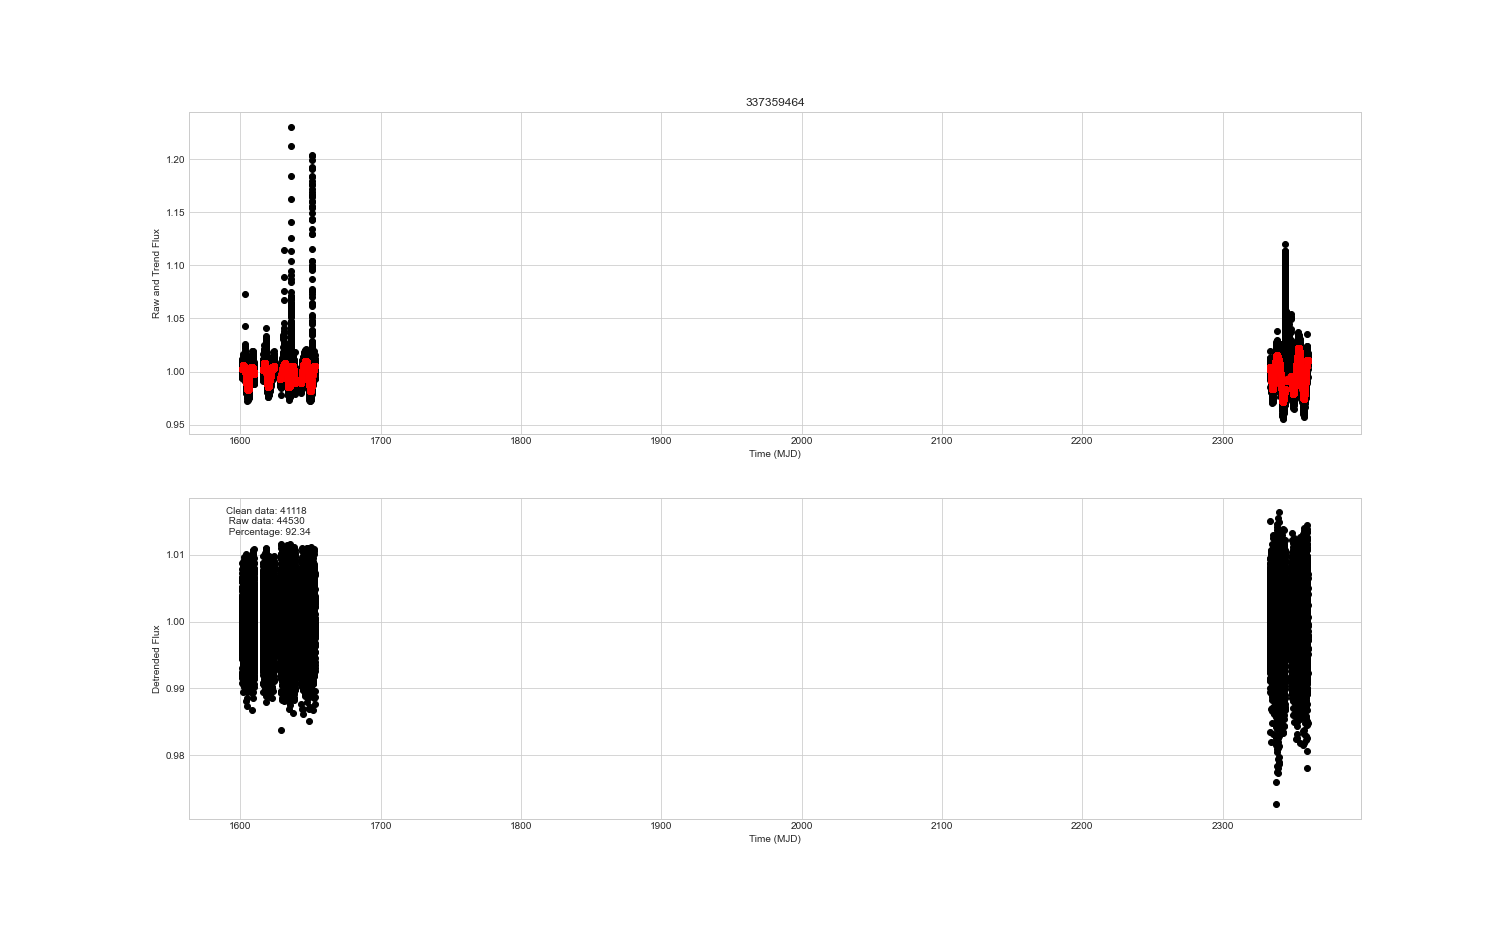 337359464
1.20
1.15
1.10
1.05
1.00
0.95
Raw and Trend Flux
1600 1700 1800 1900 2000 2100 2200 2300
Time (MJD)
Clean data: 41118
Raw data: 44530
Percentage: 92.34
1.01
1.00
0.99
0.98
Detrended Flux
1600 1700 1800 1900 2000 2100 2200 2300
Time (MJD)